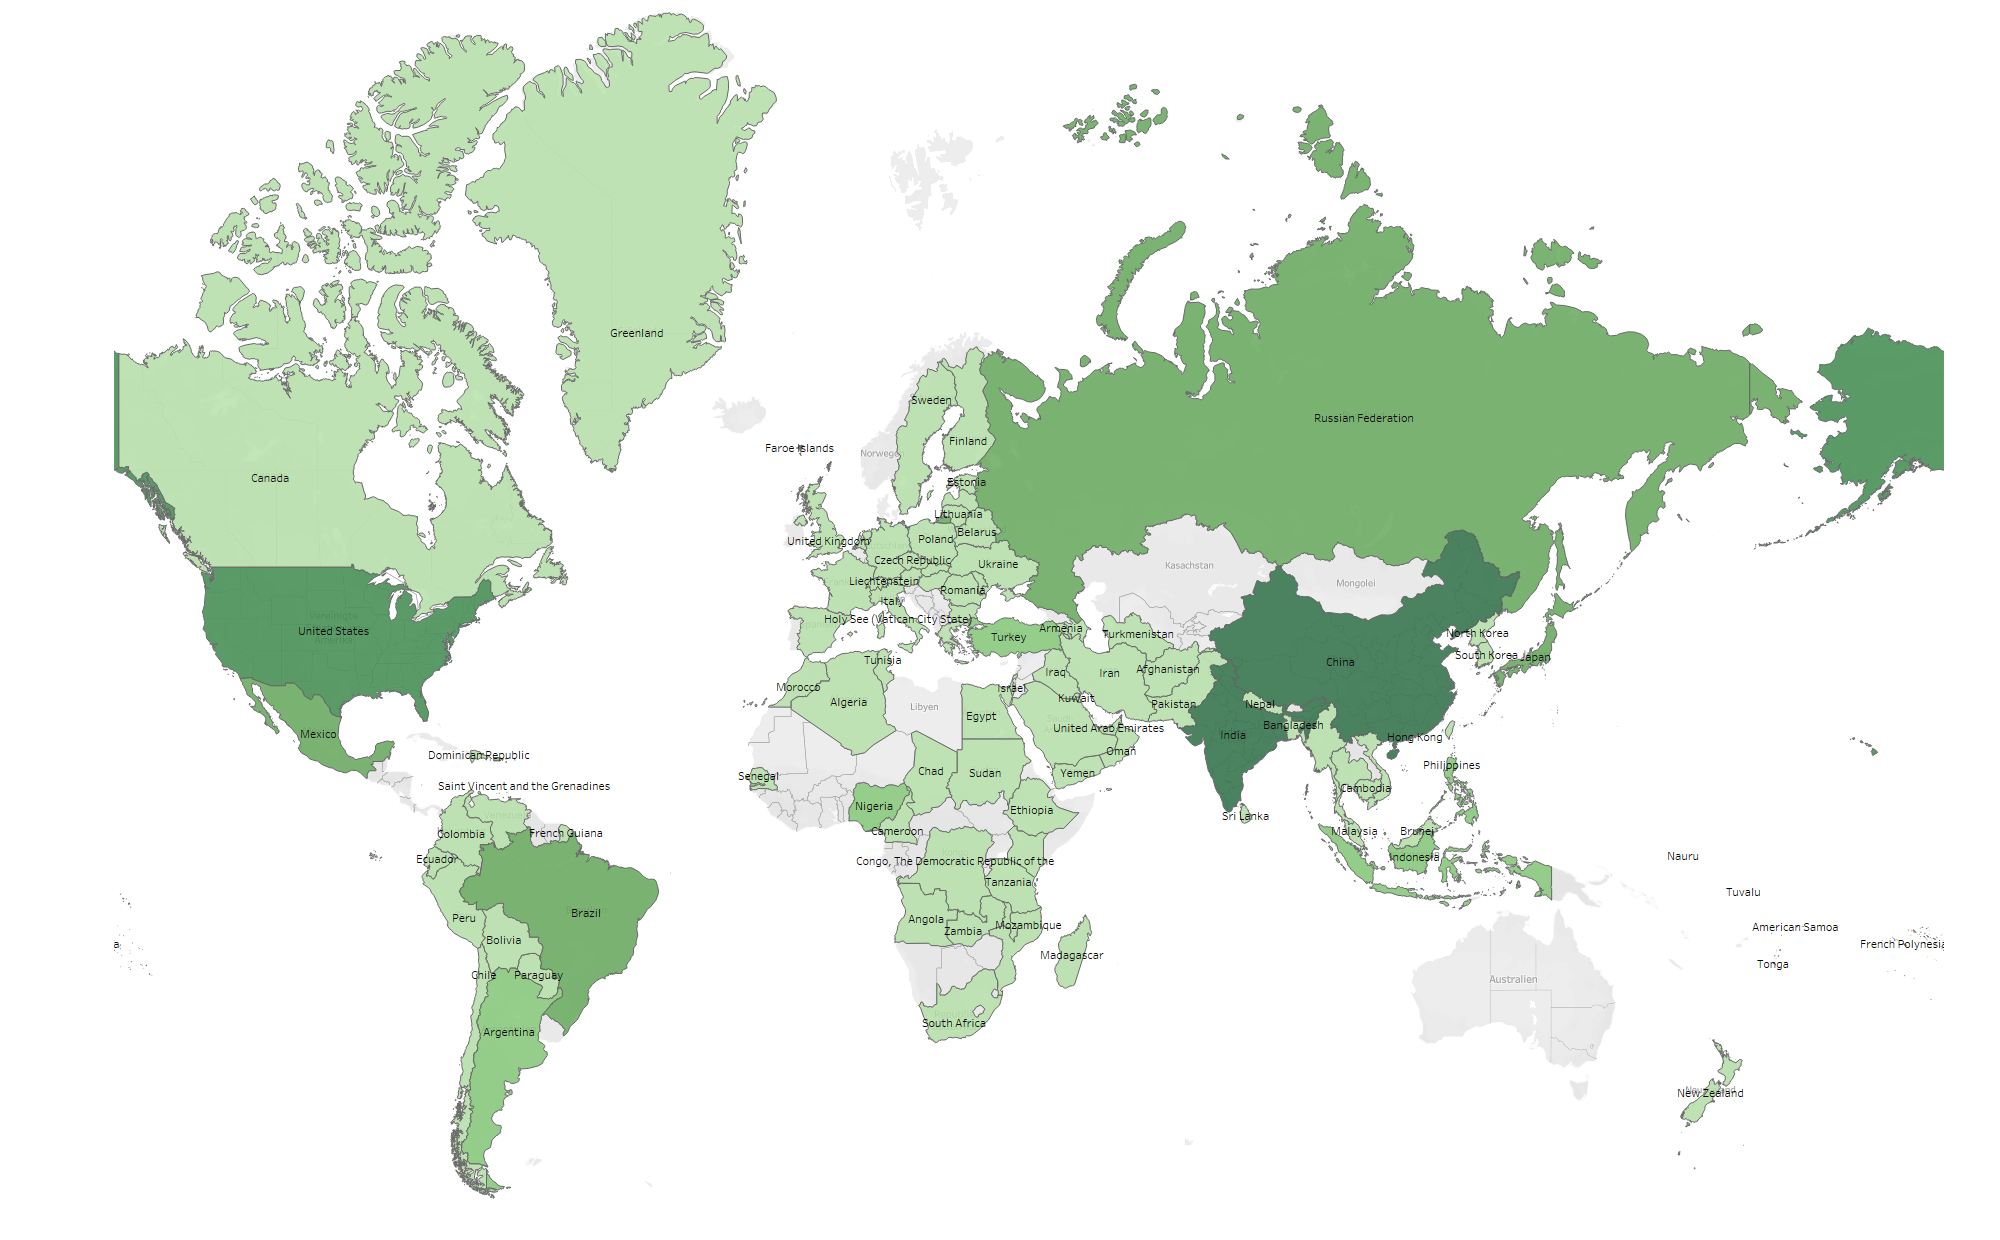 Greenland
Sweden
Russian Federation
Finland
Faroe Islands
Norwege
Canada
Estonia
Lithuania
Belarus
Poland
United Kingdom
Czech Republic
Ukraine
Kasachstan
Mongolei
Liechtenstein
Romania
Italy
Holy See (Vatican City State)
Armenia
Turkey
Turkmenistan
North Korea
United States
South Korea
Japan
China
Tunisia
Iraq
Iran
Afghanistan
Morocco
Israel
Algeria
Kuwait
Pakistan
Nepal
Libyen
Egypt
Bangladesh
United Arab Emirates
India
Hong Kong
Mexico
Oman
Dominican Republic
Philippines
Senegal
Chad
Sudan
Yemen
Saint Vincent and the Grenadines
Cambodia
Nigeria
Ethiopia
Sri Lanka
Colombia
French Guiana
Cameroon
Malaysia
Brunei
Ecuador
Congo, The Democratic Republic of the
Indonesia
Nauru
Tanzania
Tuvalu
Peru
Brazil
Angola
Zambia
Mozambique
American Samoa
Bolivia
a
French Polynesia
Madagascar
Tonga
Chile
Paraguay
Australien
Argentina
South Africa
New Zealand